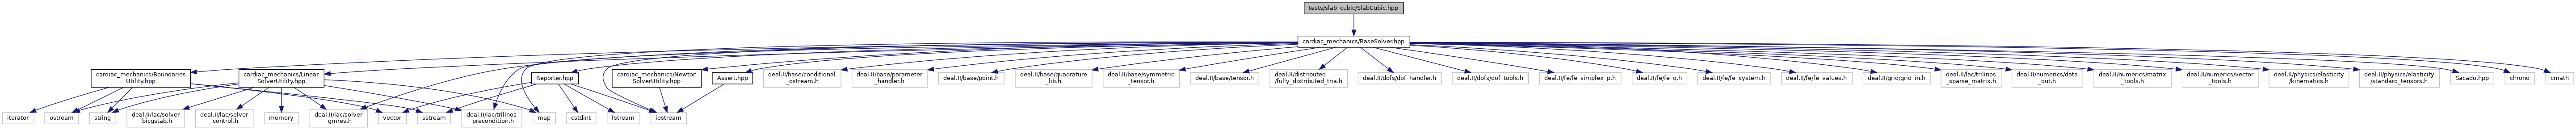 tests/slab_cubic/SlabCubic.hpp
cardiac_mechanics/BaseSolver.hpp
cardiac_mechanics/Boundaries
Utility.hpp
cardiac_mechanics/Linear
SolverUtility.hpp
Reporter.hpp
cardiac_mechanics/Newton
SolverUtility.hpp
Assert.hpp
deal.II/base/conditional
_ostream.h
deal.II/base/parameter
_handler.h
deal.II/base/point.h
deal.II/base/quadrature
_lib.h
deal.II/base/symmetric
_tensor.h
deal.II/base/tensor.h
deal.II/distributed
/fully_distributed_tria.h
deal.II/dofs/dof_handler.h
deal.II/dofs/dof_tools.h
deal.II/fe/fe_simplex_p.h
deal.II/fe/fe_q.h
deal.II/fe/fe_system.h
deal.II/fe/fe_values.h
deal.II/grid/grid_in.h
deal.II/lac/trilinos
_sparse_matrix.h
deal.II/numerics/data
_out.h
deal.II/numerics/matrix
_tools.h
deal.II/numerics/vector
_tools.h
deal.II/physics/elasticity
/kinematics.h
deal.II/physics/elasticity
/standard_tensors.h
Sacado.hpp
chrono
cmath
iterator
ostream
string
deal.II/lac/solver
_bicgstab.h
deal.II/lac/solver
_control.h
memory
deal.II/lac/solver
_gmres.h
vector
sstream
deal.II/lac/trilinos
_precondition.h
map
cstdint
fstream
iostream